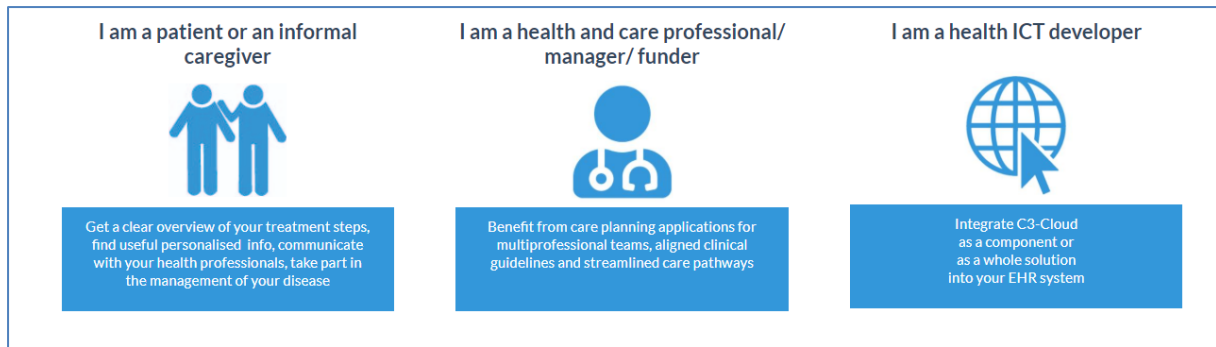 I am a patient or an informal
caregiver
Get a clear overview of your treatment steps,
find useful personalised info, communicate
with your health professionals, take part in
the management of your disease
I am a health and care professional/
manager/ funder
Benefit from care planning applications for
multiprofessional teams, aligned clinical
guidelines and streamlined care pathways
I am a health ICT developer
Integrate C3-Cloud
as a component or
as a whole solution
into your EHR system